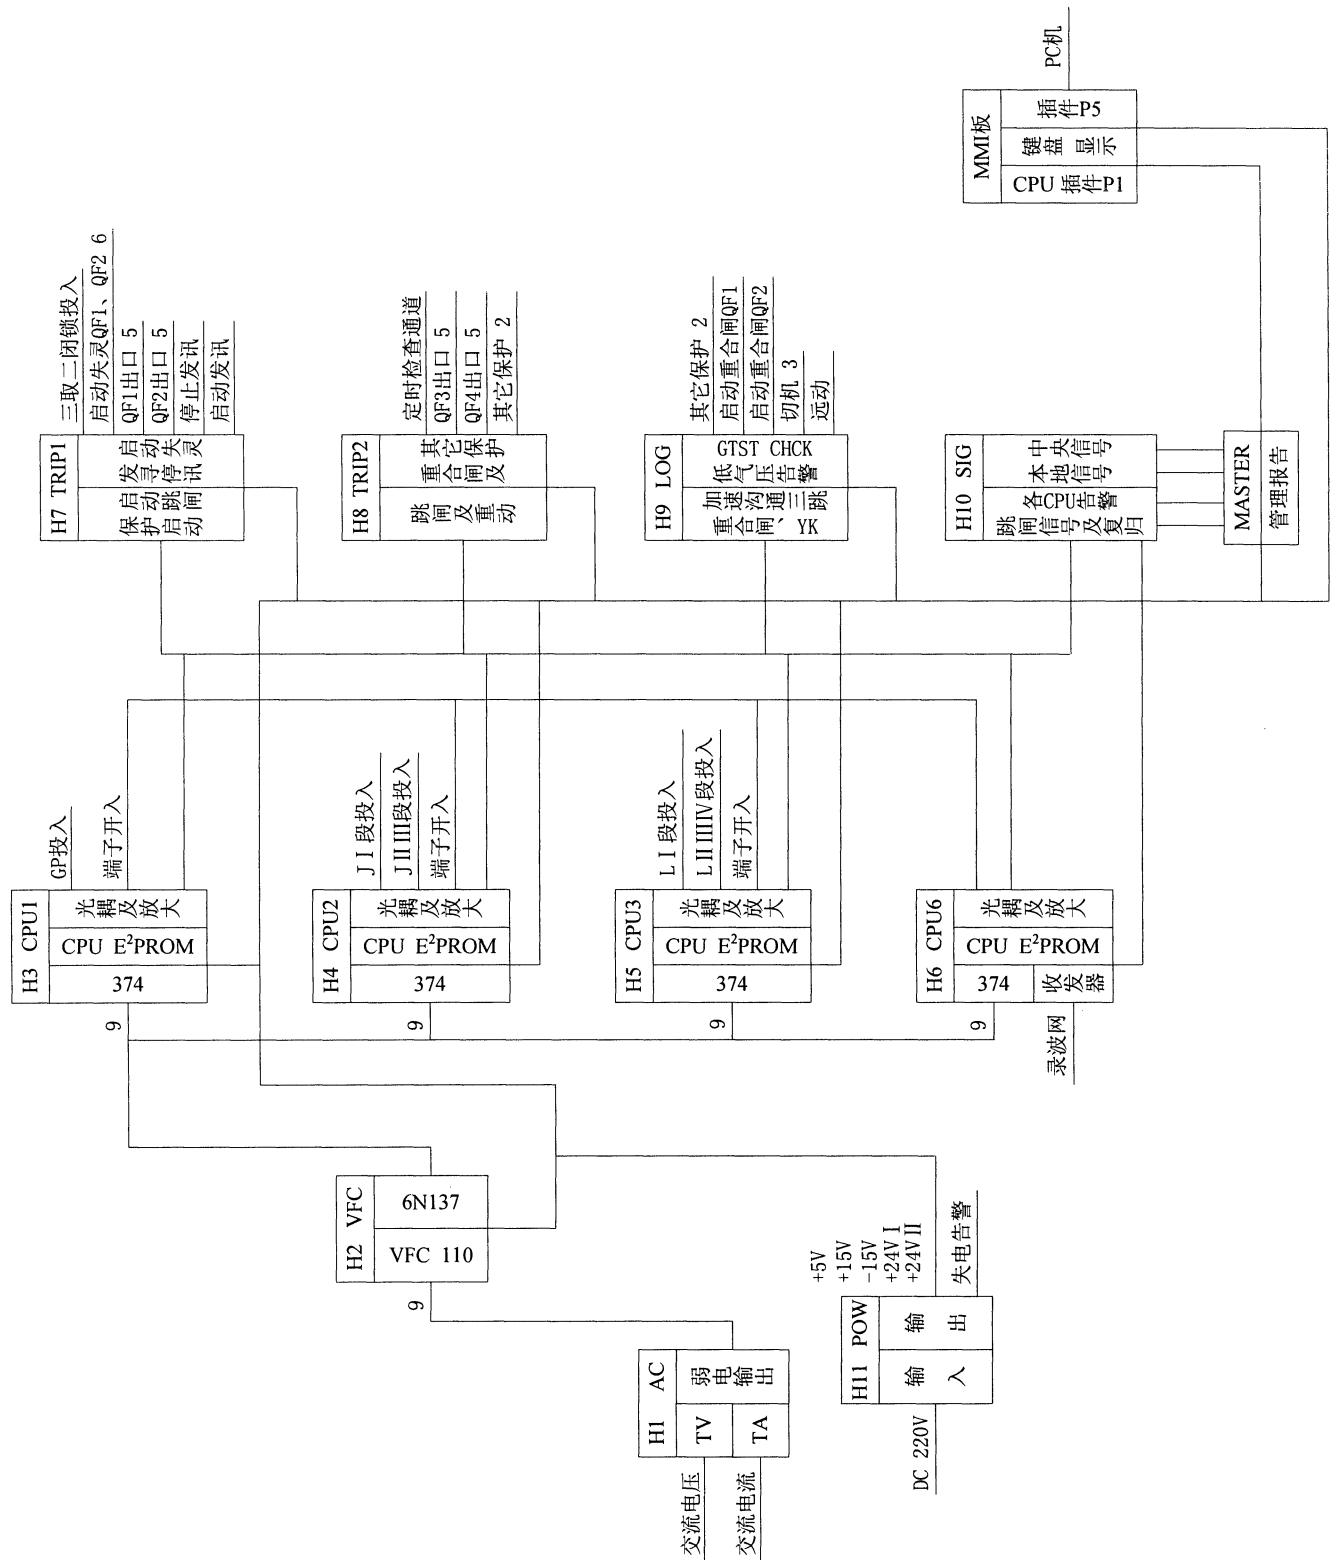 H1 AC
TV
TA
弱电输出
交流电压
交流电流
9
H2 VFC
VFC 110
6N137
H11 POW
输入
输出
DC 220V
+5V
+15V
-15V
+24VⅠ
+24VⅡ
失电告警
H3 CPU1
374
CPU E²PROM
光耦及放大
9
GP投入
端子开入
H4 CPU2
374
CPU E²PROM
光耦及放大
9
JⅠ段投入
JⅡⅢ段投入
端子开入
H5 CPU3
374
CPU E²PROM
光耦及放大
9
LⅠ段投入
LⅡⅢⅣ段投入
端子开入
H6 CPU6
374
收发器
CPU E²PROM
光耦及放大
9
录波网
H7 TRIP1
保护启动
启动跳闸
发寻停讯
启动失灵
三取二闭锁投入
启动失灵QF1、QF2 6
QF1出口 5
QF2出口 5
停止发讯
启动发讯
H8 TRIP2
跳闸及重动
重合闸及
其它保护
定时检查通道
QF3出口 5
QF4出口 5
其它保护 2
H9 LOG
重合闸、YK
加速沟通三跳
低气压告警
GTST CHCK
其它保护 2
启动重合闸QF1
启动重合闸QF2
切机 3
远动
H10 SIG
跳闸信号及复归
各CPU告警
本地信号
中央信号
MASTER
管理报告
MMI板
CPU 插件P1
键盘 显示
插件P5
PC机